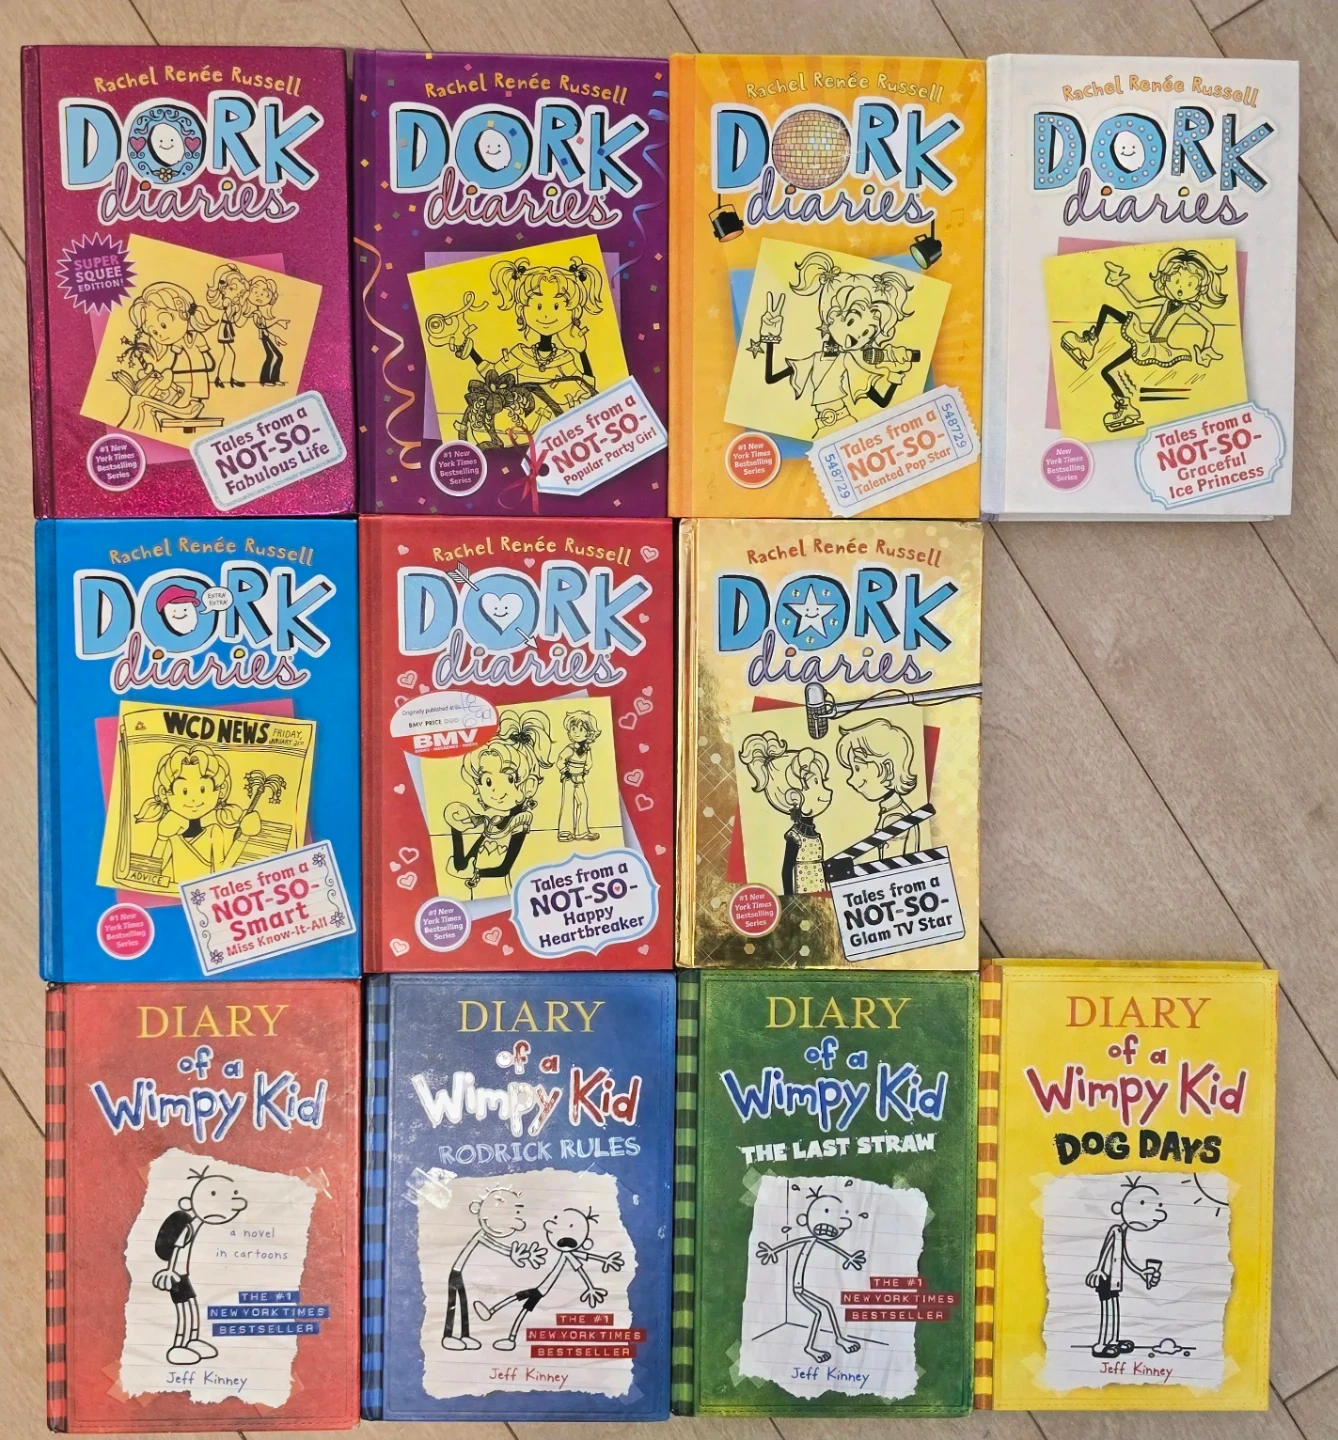 Rachel Renée Russell
DORK
diaries
SUPER
SQUEE
EDITION!
#1 New
York Times
Bestselling
Series
Tales from a
NOT-SO-
Fabulous Life
Rachel Renée Russell
DORK
diaries
#1 New
York Times
Bestselling
Series
Tales from a
NOT-SO-
Popular Party Girl
Rachel Renée Russell
DORK
diaries
#1 New
York Times
Bestselling
Series
548729
Tales from a
NOT-SO-
Talented Pop Star
548729
Rachel Renée Russell
DORK
diaries
New
York Times
Bestselling
Series
Tales from a
NOT-SO-
Graceful
Ice Princess
Rachel Renée Russell
DORK
EXTRA!
EXTRA!
diaries
WCD NEWS
FRIDAY,
JANUARY 31ST
ADVICE
#1 New
York Times
Bestselling
Series
Tales from a
NOT-SO-
Smart
Miss Know-It-All
Rachel Renée Russell
DORK
diaries
Originally published at
BMV PRICE
BMV
#1 New
York Times
Bestselling
Series
Tales from a
NOT-SO-
Happy
Heartbreaker
Rachel Renée Russell
DORK
diaries
#1 New
York Times
Bestselling
Series
Tales from a
NOT-SO-
Glam TV Star
DIARY
of a
Wimpy Kid
a novel
in cartoons
THE #1
NEW YORK TIMES
BESTSELLER
Jeff Kinney
DIARY
of a
Wimpy Kid
RODRICK RULES
THE #1
NEW YORK TIMES
BESTSELLER
Jeff Kinney
DIARY
of a
Wimpy Kid
THE LAST STRAW
THE #1
NEW YORK TIMES
BESTSELLER
Jeff Kinney
DIARY
of a
Wimpy Kid
DOG DAYS
Jeff Kinney